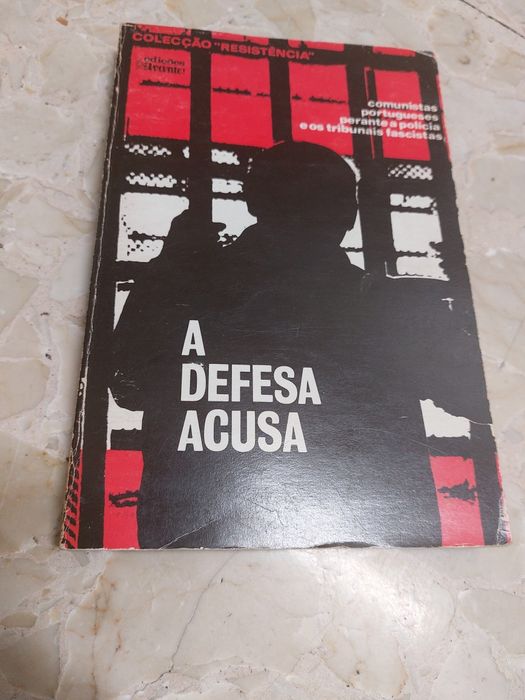 COLECÇÃO "RESISTÊNCIA"
edições
Avante!
comunistas
portugueses
perante a polícia
e os tribunais fascistas
A
DEFESA
ACUSA